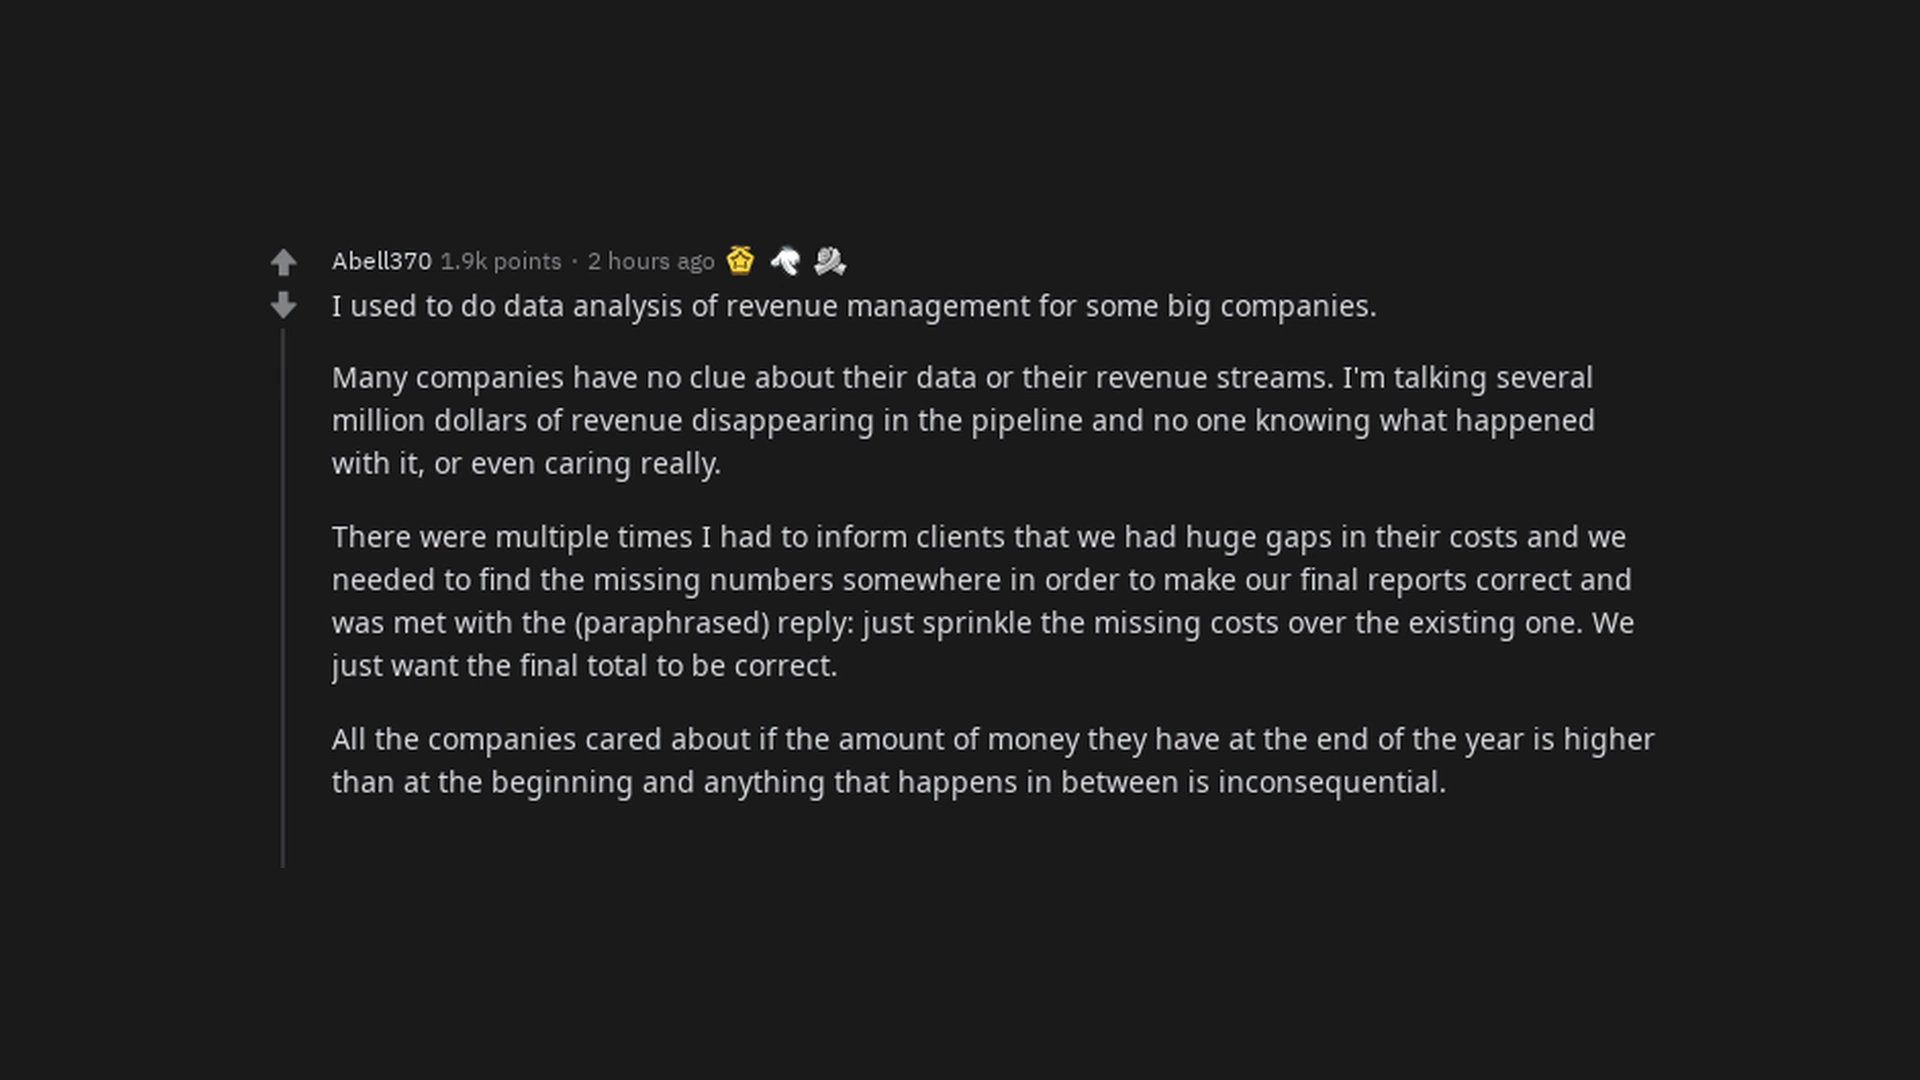 Abell370 1.9k points · 2 hours ago
I used to do data analysis of revenue management for some big companies.
Many companies have no clue about their data or their revenue streams. I'm talking several
million dollars of revenue disappearing in the pipeline and no one knowing what happened
with it, or even caring really.
There were multiple times I had to inform clients that we had huge gaps in their costs and we
needed to find the missing numbers somewhere in order to make our final reports correct and
was met with the (paraphrased) reply: just sprinkle the missing costs over the existing one. We
just want the final total to be correct.
All the companies cared about if the amount of money they have at the end of the year is higher
than at the beginning and anything that happens in between is inconsequential.